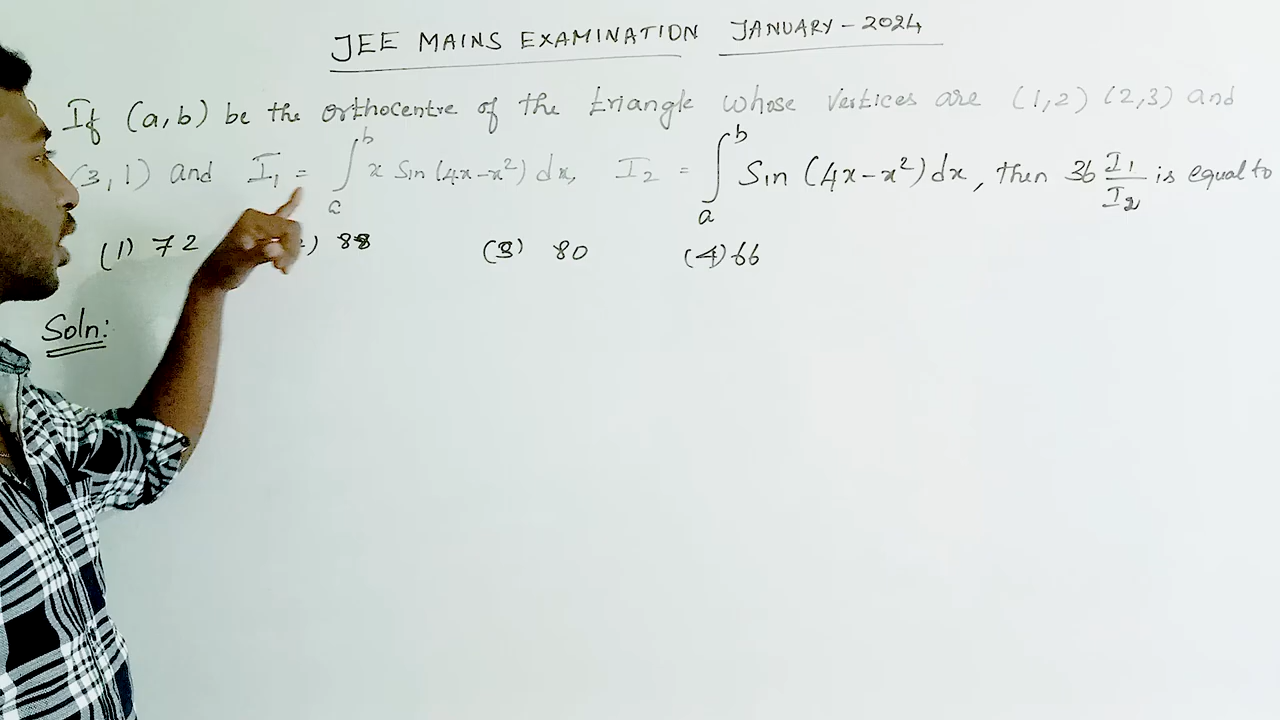 JEE MAINS EXAMINATION JANUARY - 2024
If (a,b) be the orthocentre of the triangle whose vertices are (1,2) (2,3) and
(3,1) and I₁ = ∫ₐᵇ x Sin (4x-x²) dx, I₂ = ∫ₐᵇ Sin (4x-x²) dx, then 36 I₁/I₂ is equal to
(1) 72 ) 88 (3) 80 (4) 66
Soln: